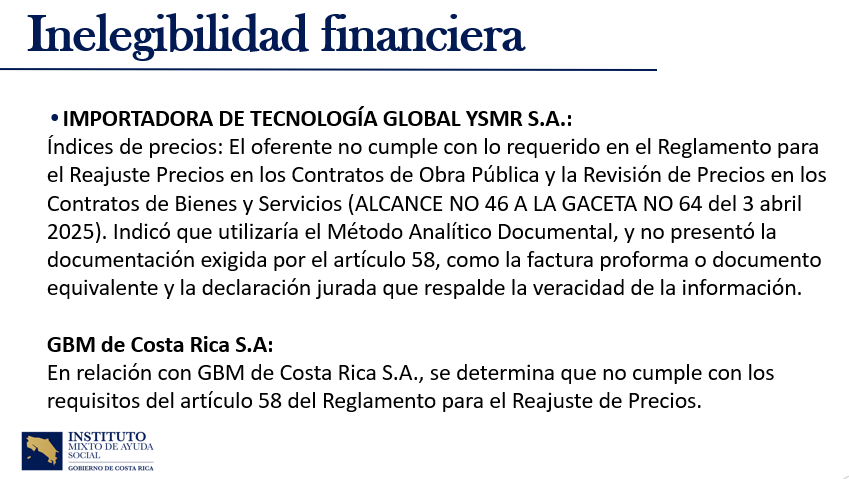 Inelegibilidad financiera
•IMPORTADORA DE TECNOLOGÍA GLOBAL YSMR S.A.:
Índices de precios: El oferente no cumple con lo requerido en el Reglamento para
el Reajuste Precios en los Contratos de Obra Pública y la Revisión de Precios en los
Contratos de Bienes y Servicios (ALCANCE NO 46 A LA GACETA NO 64 del 3 abril
2025). Indicó que utilizaría el Método Analítico Documental, y no presentó la
documentación exigida por el artículo 58, como la factura proforma o documento
equivalente y la declaración jurada que respalde la veracidad de la información.
GBM de Costa Rica S.A:
En relación con GBM de Costa Rica S.A., se determina que no cumple con los
requisitos del artículo 58 del Reglamento para el Reajuste de Precios.
INSTITUTO
MIXTO DE AYUDA
SOCIAL
GOBIERNO DE COSTA RICA